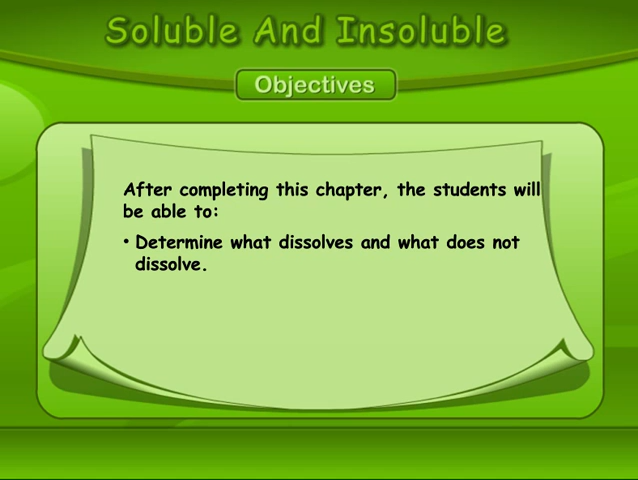 Soluble And Insoluble
Objectives
After completing this chapter, the students will
be able to:
• Determine what dissolves and what does not
dissolve.